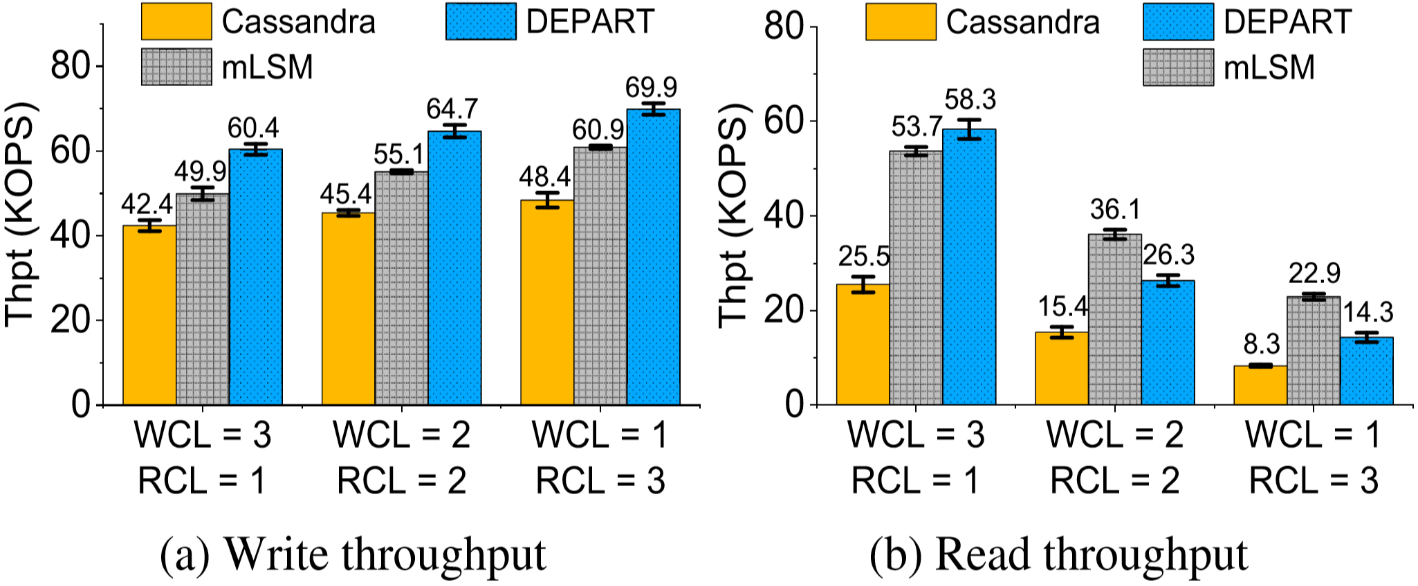 Cassandra
DEPART
mLSM
Thpt (KOPS)
80
60
40
20
0
42.4
49.9
60.4
45.4
55.1
64.7
48.4
60.9
69.9
WCL = 3
WCL = 2
WCL = 1
RCL = 1
RCL = 2
RCL = 3
(a) Write throughput
Cassandra
DEPART
mLSM
Thpt (KOPS)
80
60
40
20
0
25.5
53.7
58.3
15.4
36.1
26.3
8.3
22.9
14.3
WCL = 3
WCL = 2
WCL = 1
RCL = 1
RCL = 2
RCL = 3
(b) Read throughput